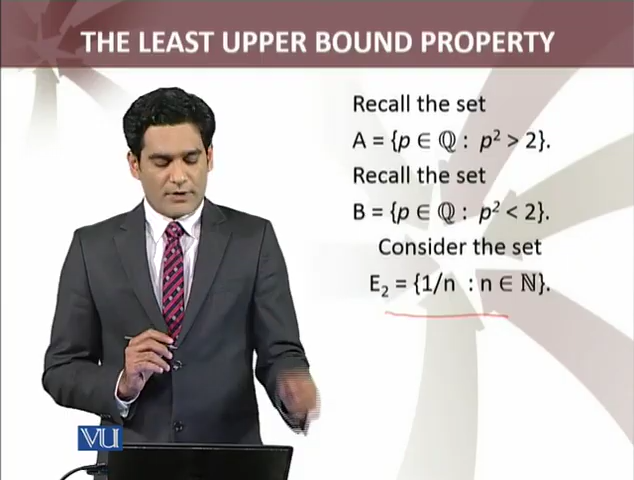 THE LEAST UPPER BOUND PROPERTY
Recall the set
A = {p ∈ ℚ : p² > 2}.
Recall the set
B = {p ∈ ℚ : p² < 2}.
Consider the set
E₂ = {1/n : n ∈ ℕ}.
VU